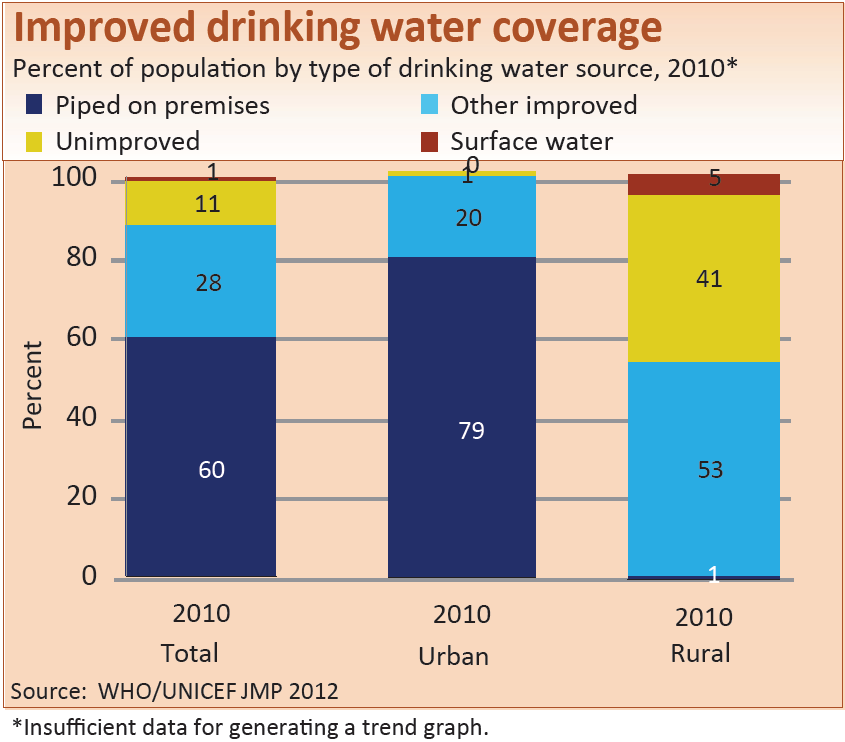 Improved drinking water coverage
Percent of population by type of drinking water source, 2010*
Piped on premises
Other improved
Unimproved
Surface water
Percent
100
80
60
40
20
0
1
11
28
60
0
1
20
79
5
41
53
1
2010
Total
2010
Urban
2010
Rural
Source: WHO/UNICEF JMP 2012
*Insufficient data for generating a trend graph.